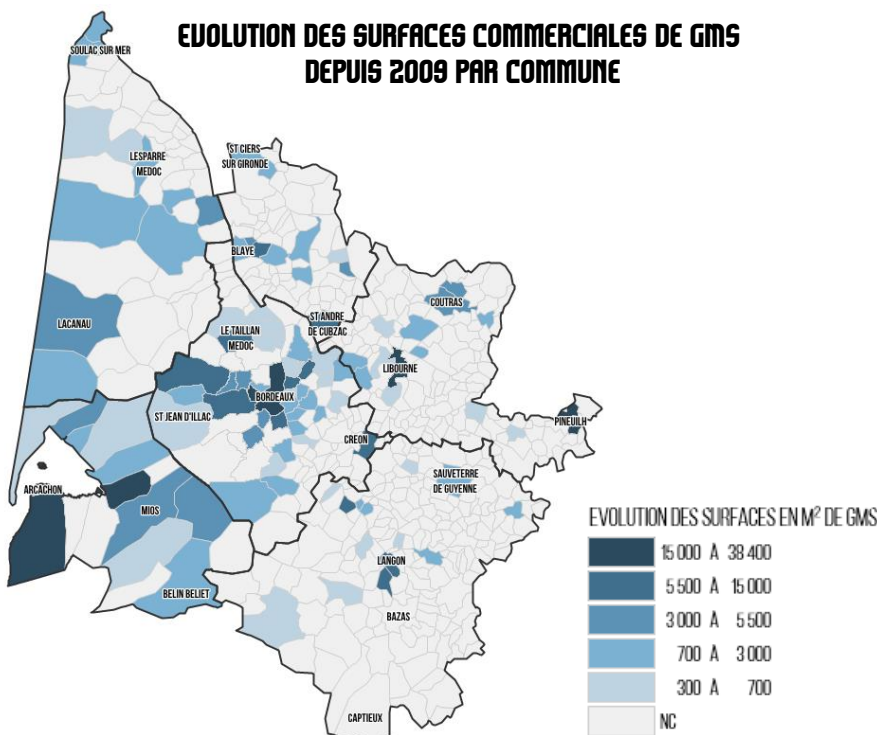 EVOLUTION DES SURFACES COMMERCIALES DE GMS
DEPUIS 2009 PAR COMMUNE
SOULAC SUR MER
LESPARRE
MEDOC
ST CIERS
SUR GIRONDE
BLAYE
LACANAU
LE TAILLAN
MEDOC
ST ANDRE
DE CUBZAC
COUTRAS
LIBOURNE
BORDEAUX
ST JEAN D'ILLAC
PINEUILH
CREON
ARCACHON
MIOS
SAUVETERRE
DE GUYENNE
BELIN BELIET
LANGON
BAZAS
CAPTIEUX
EVOLUTION DES SURFACES EN M² DE GMS
15 000 A 38 400
5 500 A 15 000
3 000 A 5 500
700 A 3 000
300 A 700
NC